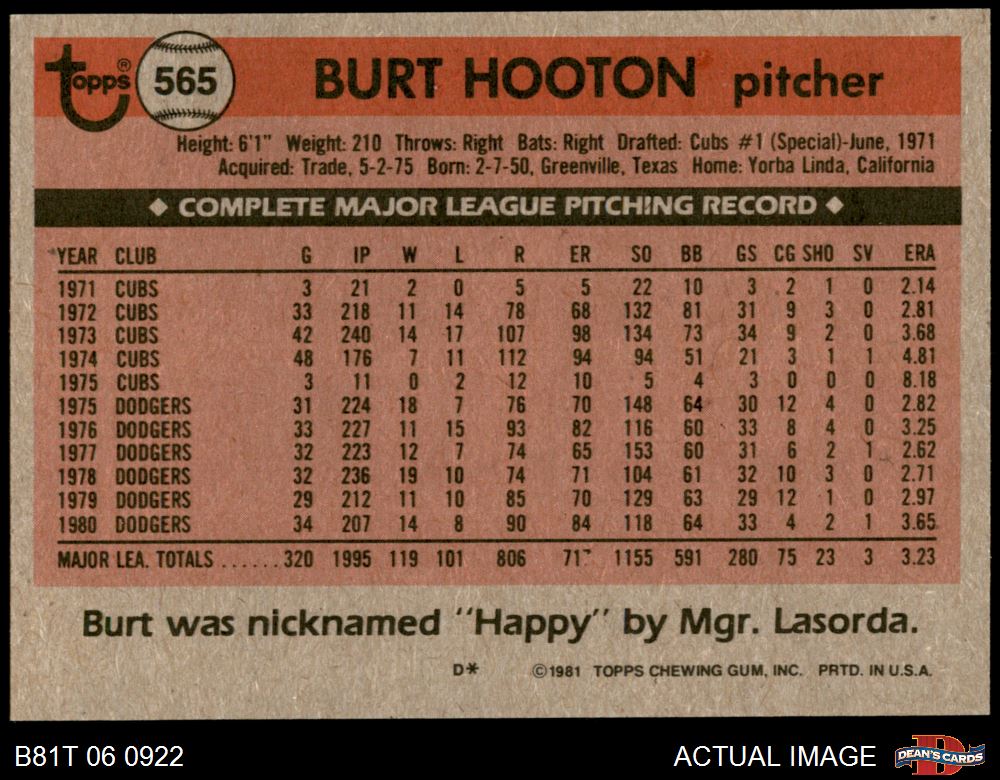 topps® 565 BURT HOOTON pitcher
Height: 6'1" Weight: 210 Throws: Right Bats: Right Drafted: Cubs #1 (Special)-June, 1971
Acquired: Trade, 5-2-75 Born: 2-7-50, Greenville, Texas Home: Yorba Linda, California
◆ COMPLETE MAJOR LEAGUE PITCHING RECORD ◆
YEAR CLUB G IP W L R ER SO BB GS CG SHO SV ERA
1971 CUBS 3 21 2 0 5 5 22 10 3 2 1 0 2.14
1972 CUBS 33 218 11 14 78 68 132 81 31 9 3 0 2.81
1973 CUBS 42 240 14 17 107 98 134 73 34 9 2 0 3.68
1974 CUBS 48 176 7 11 112 94 94 51 21 3 1 1 4.81
1975 CUBS 3 11 0 2 12 10 5 4 3 0 0 0 8.18
1975 DODGERS 31 224 18 7 76 70 148 64 30 12 4 0 2.82
1976 DODGERS 33 227 11 15 93 82 116 60 33 8 4 0 3.25
1977 DODGERS 32 223 12 7 74 65 153 60 31 6 2 1 2.62
1978 DODGERS 32 236 19 10 74 71 104 61 32 10 3 0 2.71
1979 DODGERS 29 212 11 10 85 70 129 63 29 12 1 0 2.97
1980 DODGERS 34 207 14 8 90 84 118 64 33 4 2 1 3.65
MAJOR LEA. TOTALS ......320 1995 119 101 806 1155 591 280 75 23 3 3.23
Burt was nicknamed "Happy" by Mgr. Lasorda.
D* ©1981 TOPPS CHEWING GUM, INC. PRTD. IN U.S.A.
B81T 06 0922 ACTUAL IMAGE DEAN'S CARDS